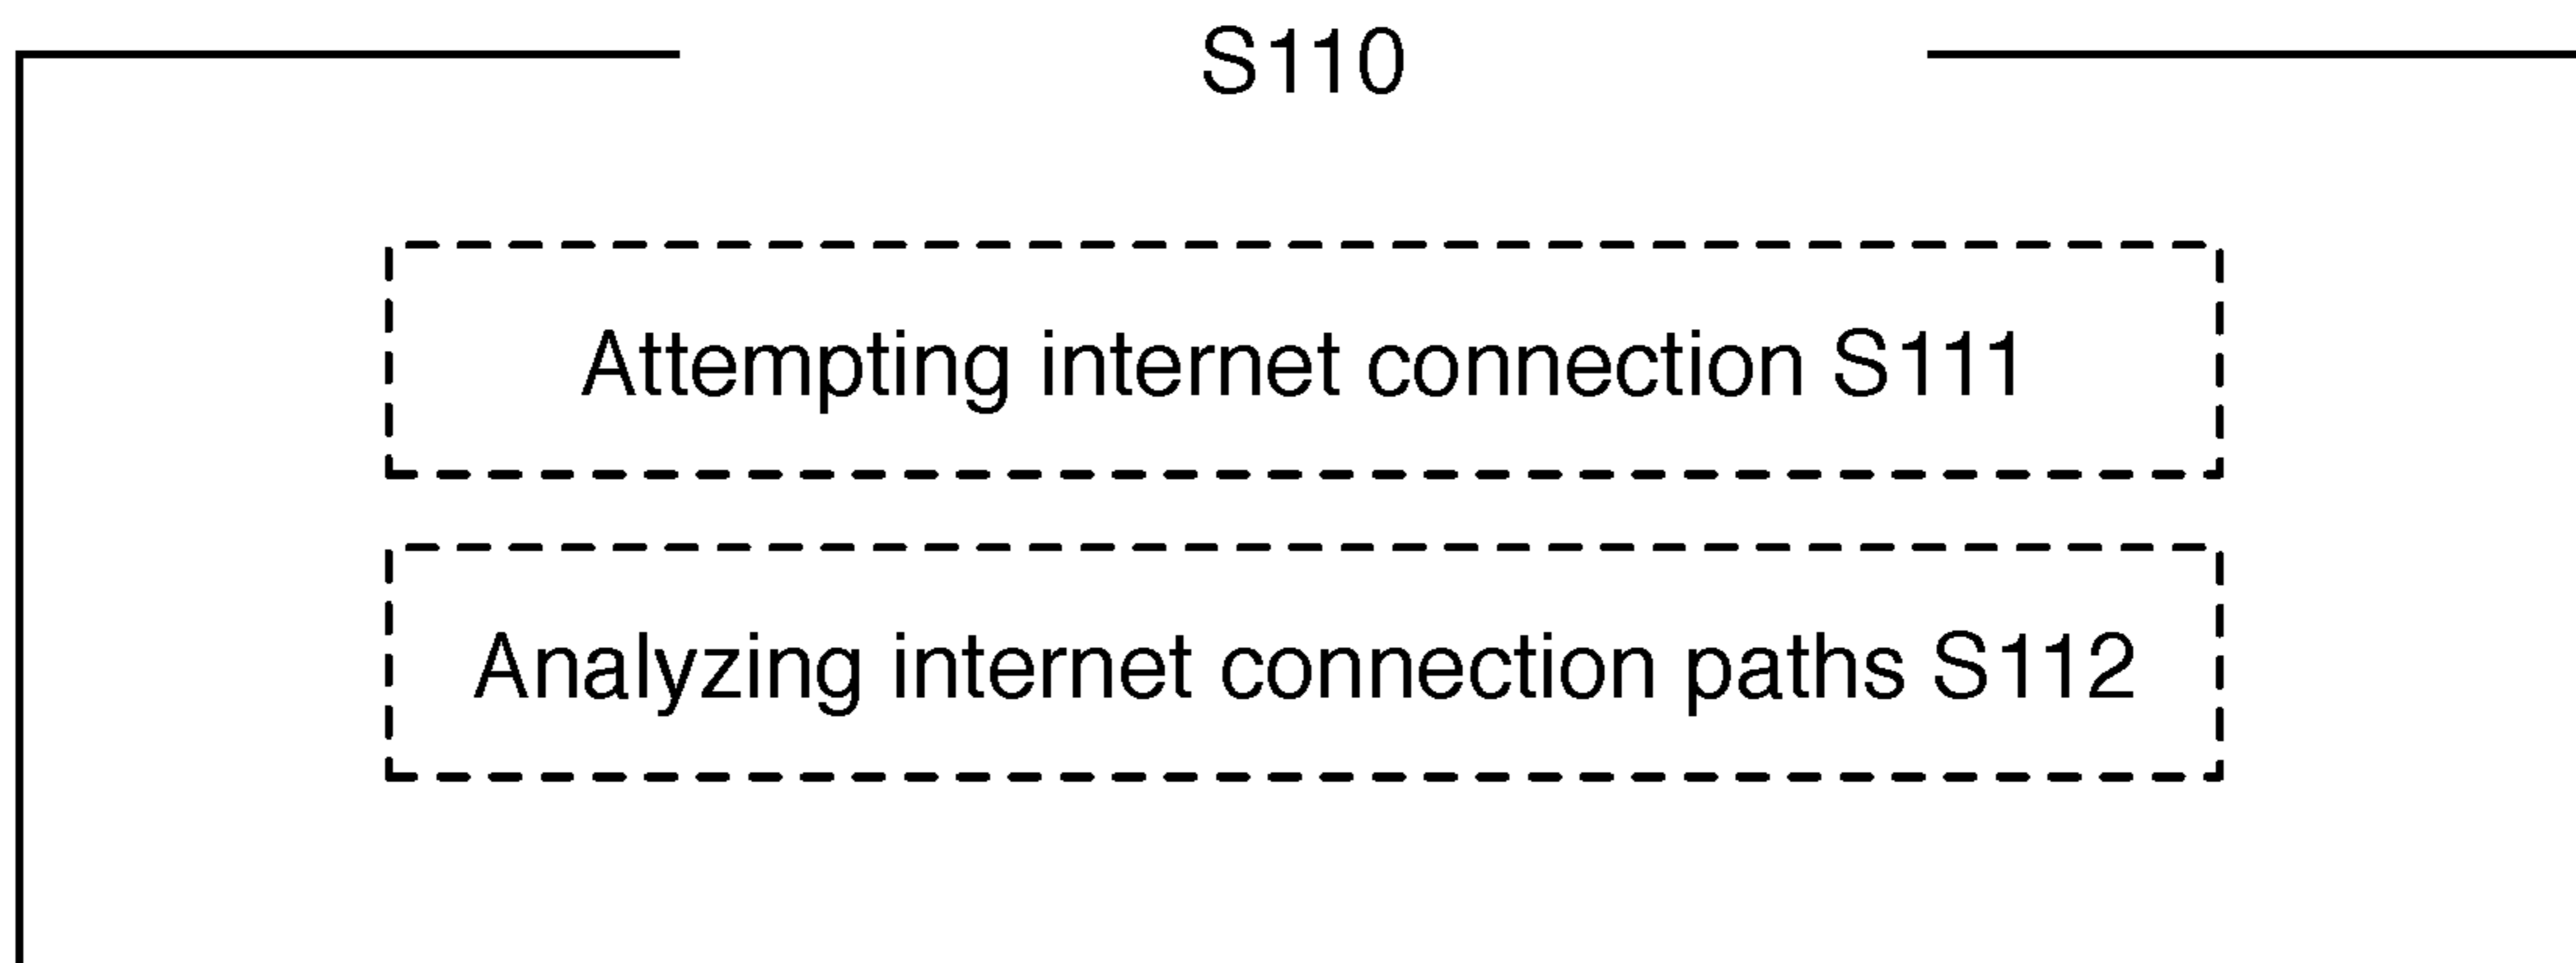 S110
Attempting internet connection S111
Analyzing internet connection paths S112